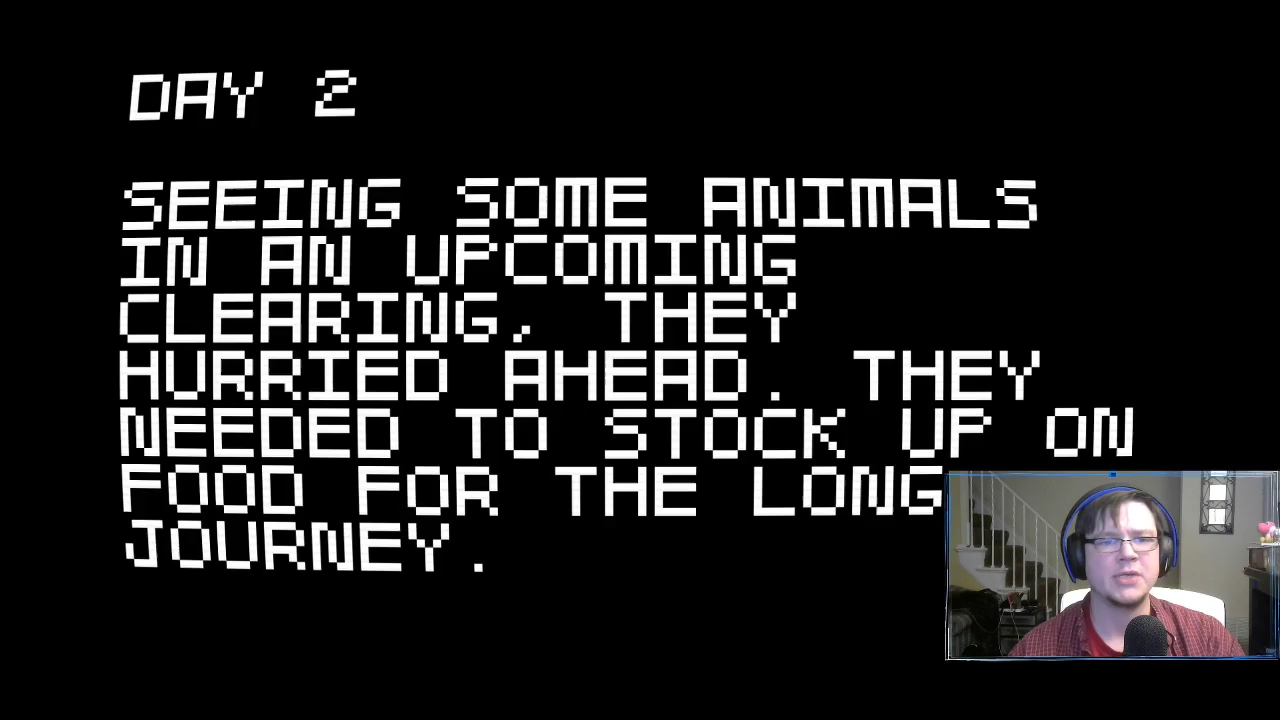 DAY 2
SEEING SOME ANIMALS
IN AN UPCOMING
CLEARING, THEY
HURRIED AHEAD. THEY
NEEDED TO STOCK UP ON
FOOD FOR THE LONG
JOURNEY.